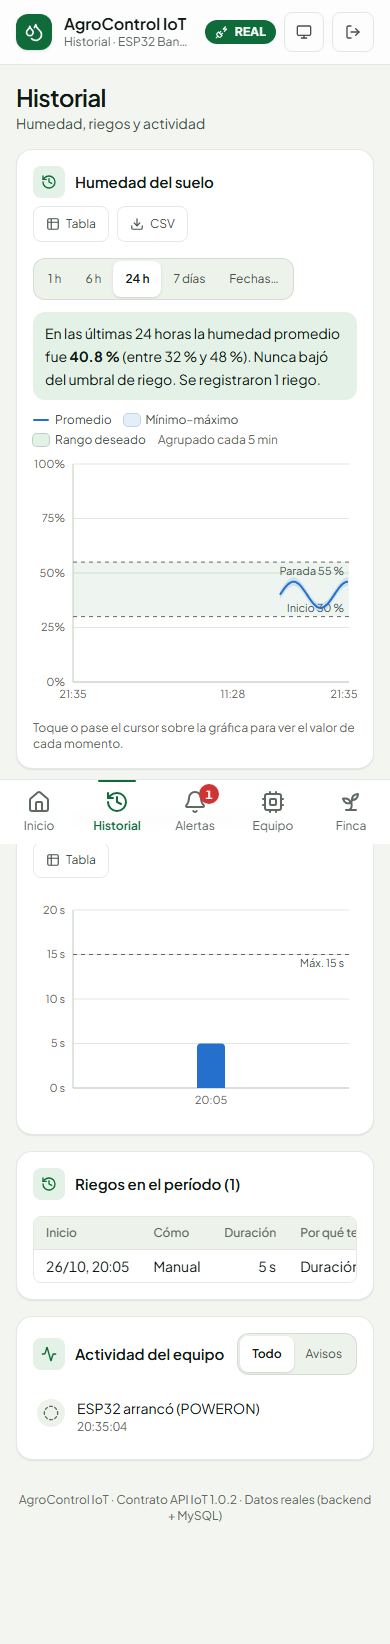 AgroControl IoT
Historial · ESP32 Ban...
REAL
Historial
Humedad, riegos y actividad
Humedad del suelo
Tabla
CSV
1 h
6 h
24 h
7 días
Fechas...
En las últimas 24 horas la humedad promedio
fue 40.8 % (entre 32 % y 48 %). Nunca bajó
del umbral de riego. Se registraron 1 riego.
Promedio
Mínimo–máximo
Rango deseado
Agrupado cada 5 min
100%
75%
50%
25%
0%
Parada 55 %
Inicio 30 %
21:35
11:28
21:35
Toque o pase el cursor sobre la gráfica para ver el valor de
cada momento.
Inicio
Historial
1
Alertas
Equipo
Finca
Tabla
20 s
15 s
10 s
5 s
0 s
Máx. 15 s
20:05
Riegos en el período (1)
Inicio
Cómo
Duración
Por qué te
26/10, 20:05
Manual
5 s
Duración
Actividad del equipo
Todo
Avisos
ESP32 arrancó (POWERON)
20:35:04
AgroControl IoT · Contrato API IoT 1.0.2 · Datos reales (backend
+ MySQL)